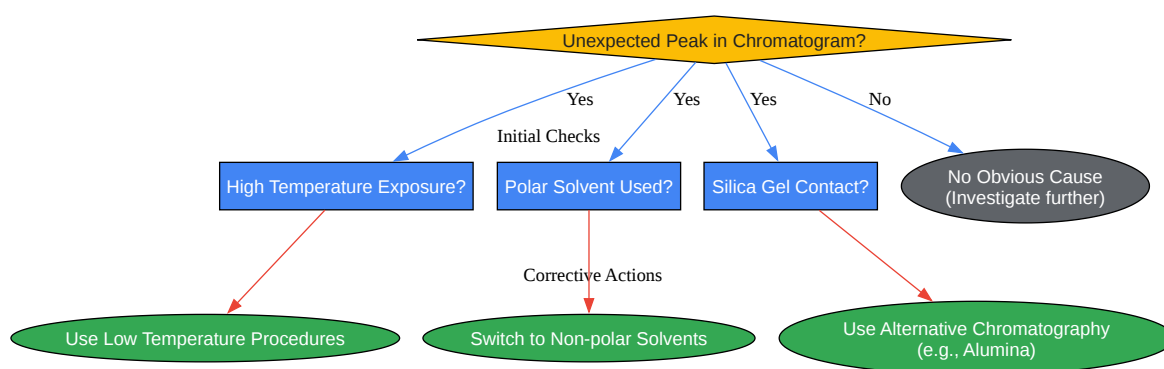 Unexpected Peak in Chromatogram?
Yes
Yes
Yes
No
Initial Checks
High Temperature Exposure?
Polar Solvent Used?
Silica Gel Contact?
No Obvious Cause
(Investigate further)
Corrective Actions
Use Low Temperature Procedures
Switch to Non-polar Solvents
Use Alternative Chromatography
(e.g., Alumina)